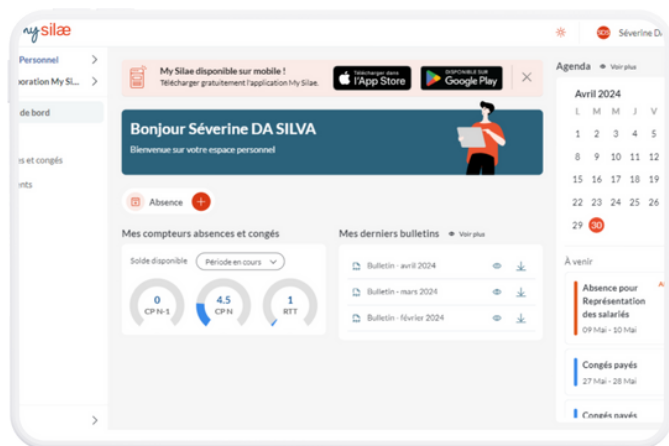 my silæ
Séverine D
Personnel
oration My Si...
de bord
es et congés
nts
My Silae disponible sur mobile !
Télécharger gratuitement l'application My Silae.
Télécharger dans
l'App Store
DISPONIBLE SUR
Google Play
Bonjour Séverine DA SILVA
Bienvenue sur votre espace personnel
Absence
Mes compteurs absences et congés
Solde disponible
Période en cours
0
CP N-1
4.5
CP N
1
RTT
Mes derniers bulletins
Voir plus
Bulletin - avril 2024
Bulletin - mars 2024
Bulletin - février 2024
Agenda
Voir plus
Avril 2024
L M M J V
1 2 3 4 5
8 9 10 11 12
15 16 17 18 19
22 23 24 25 26
29 30
À venir
Absence pour
Représentation
des salariés
09 Mai - 10 Mai
Congés payés
27 Mai - 28 Mai
Congés payés